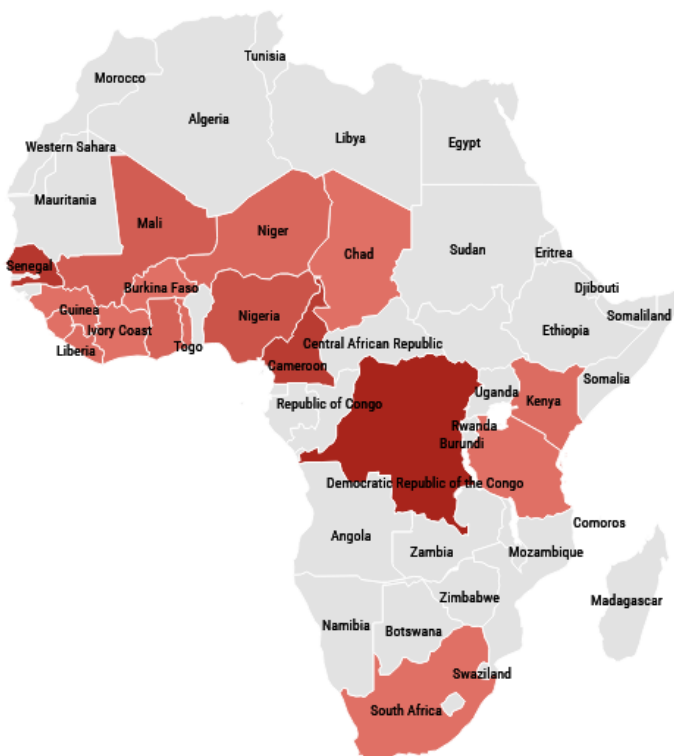 Tunisia
Morocco
Algeria
Libya
Egypt
Western Sahara
Mauritania
Mali
Niger
Chad
Sudan
Eritrea
Senegal
Burkina Faso
Djibouti
Guinea
Nigeria
Somaliland
Ivory Coast
Ethiopia
Liberia
Togo
Central African Republic
Cameroon
Somalia
Uganda
Kenya
Republic of Congo
Rwanda
Burundi
Democratic Republic of the Congo
Comoros
Angola
Zambia
Mozambique
Zimbabwe
Madagascar
Namibia
Botswana
Swaziland
South Africa